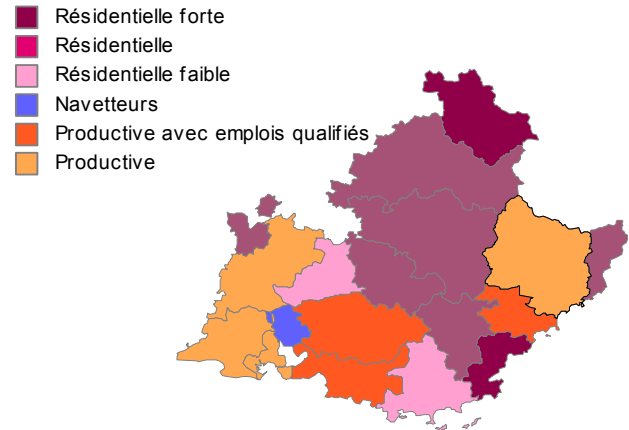 Résidentielle forte
Résidentielle
Résidentielle faible
Navetteurs
Productive avec emplois qualifiés
Productive